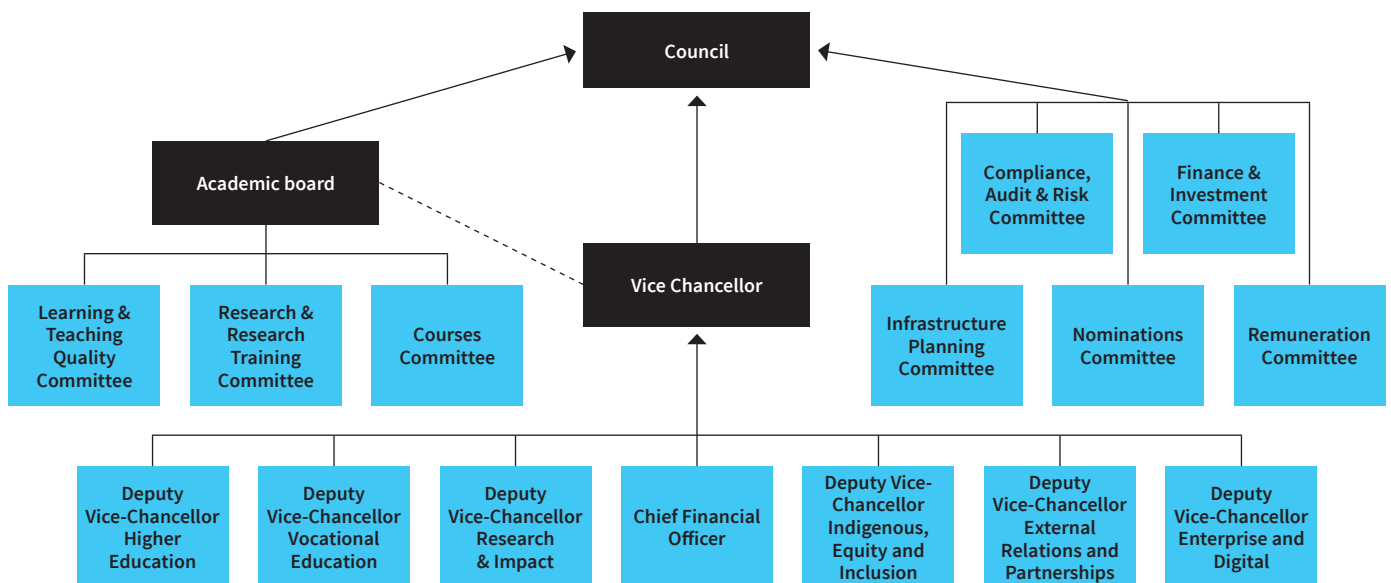 Council
Academic board
Compliance,
Audit & Risk
Committee
Finance &
Investment
Committee
Vice Chancellor
Learning &
Teaching
Quality
Committee
Research &
Research
Training
Committee
Courses
Committee
Infrastructure
Planning
Committee
Nominations
Committee
Remuneration
Committee
Deputy
Vice-Chancellor
Higher
Education
Deputy
Vice-Chancellor
Vocational
Education
Deputy
Vice-Chancellor
Research
& Impact
Chief Financial
Officer
Deputy Vice-
Chancellor
Indigenous,
Equity and
Inclusion
Deputy
Vice-Chancellor
External
Relations and
Partnerships
Deputy
Vice-Chancellor
Enterprise and
Digital